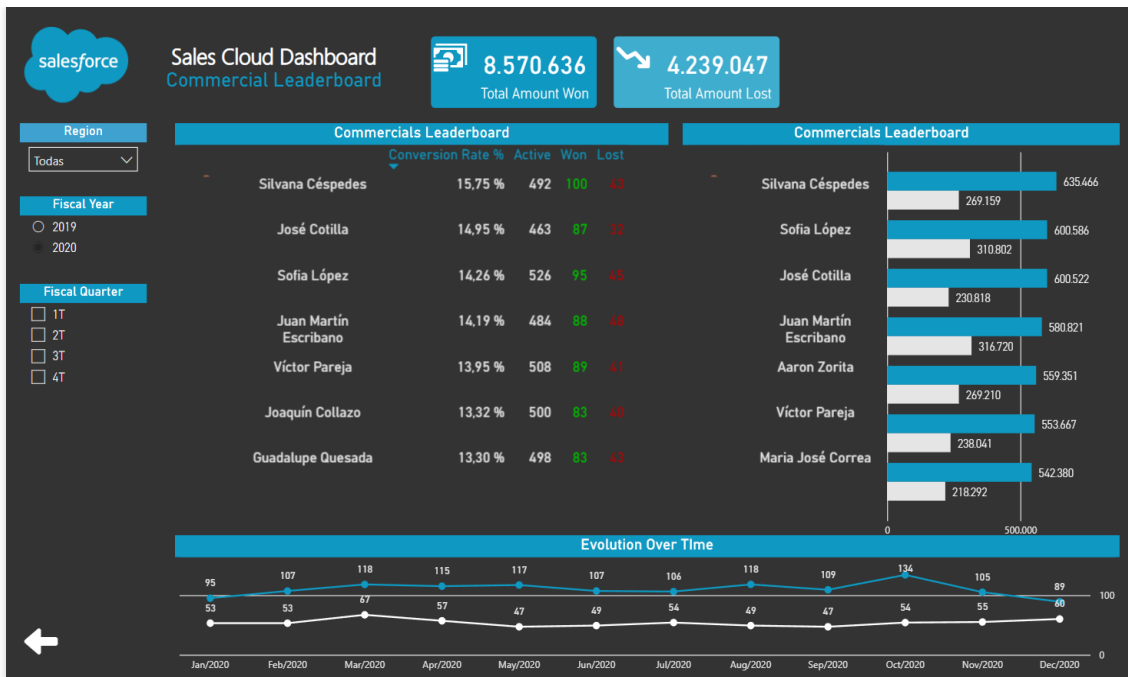 salesforce
Sales Cloud Dashboard
Commercial Leaderboard
8.570.636
Total Amount Won
4.239.047
Total Amount Lost
Region
Todas
Fiscal Year
2019
2020
Fiscal Quarter
1T
2T
3T
4T
Commercials Leaderboard
Conversion Rate % Active Won Lost
Silvana Céspedes 15,75 % 492 100 43
José Cotilla 14,95 % 463 87 32
Sofia López 14,26 % 526 95 45
Juan Martín
Escribano 14,19 % 484 88 48
Víctor Pareja 13,95 % 508 89 41
Joaquín Collazo 13,32 % 500 83 40
Guadalupe Quesada 13,30 % 498 83 43
Commercials Leaderboard
Silvana Céspedes 635.466
269.159
Sofia López 600.586
310.802
José Cotilla 600.522
230.818
Juan Martín
Escribano 580.821
316.720
Aaron Zorita 559.351
269.210
Víctor Pareja 553.667
238.041
Maria José Correa 542.380
218.292
0 500.000
Evolution Over TIme
95 107 118 115 117 107 106 118 109 134 105 89
100
53 53 67 57 47 49 54 49 47 54 55 60
0
Jan/2020 Feb/2020 Mar/2020 Apr/2020 May/2020 Jun/2020 Jul/2020 Aug/2020 Sep/2020 Oct/2020 Nov/2020 Dec/2020